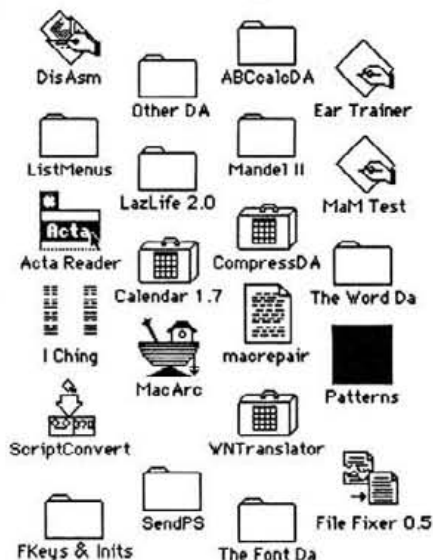 DisAsm
Other DA
ABCcalcDA
Ear Trainer
ListMenus
LazLife 2.0
Mandel II
MaM Test
Acta
Acta Reader
Calendar 1.7
CompressDA
The Word Da
I Ching
MacArc
macrepair
Patterns
ScriptConvert
WNTranslator
FKeys & Inits
SendPS
The Font Da
File Fixer 0.5